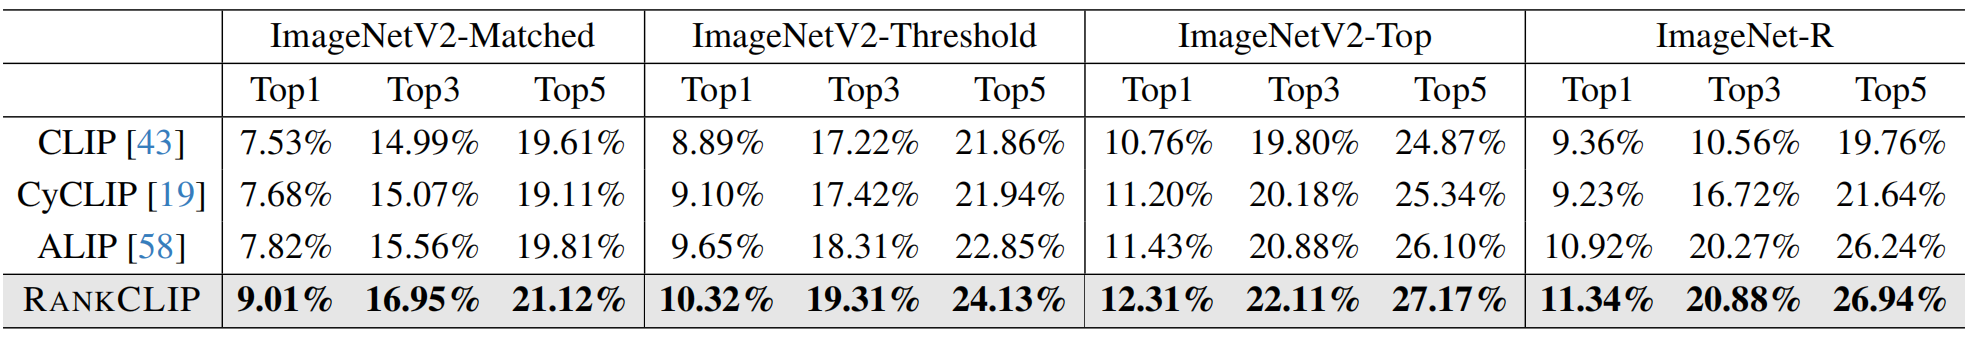 ImageNetV2-Matched ImageNetV2-Threshold ImageNetV2-Top ImageNet-R
Top1 Top3 Top5 Top1 Top3 Top5 Top1 Top3 Top5 Top1 Top3 Top5
CLIP [43] 7.53% 14.99% 19.61% 8.89% 17.22% 21.86% 10.76% 19.80% 24.87% 9.36% 10.56% 19.76%
CyCLIP [19] 7.68% 15.07% 19.11% 9.10% 17.42% 21.94% 11.20% 20.18% 25.34% 9.23% 16.72% 21.64%
ALIP [58] 7.82% 15.56% 19.81% 9.65% 18.31% 22.85% 11.43% 20.88% 26.10% 10.92% 20.27% 26.24%
RANKCLIP 9.01% 16.95% 21.12% 10.32% 19.31% 24.13% 12.31% 22.11% 27.17% 11.34% 20.88% 26.94%